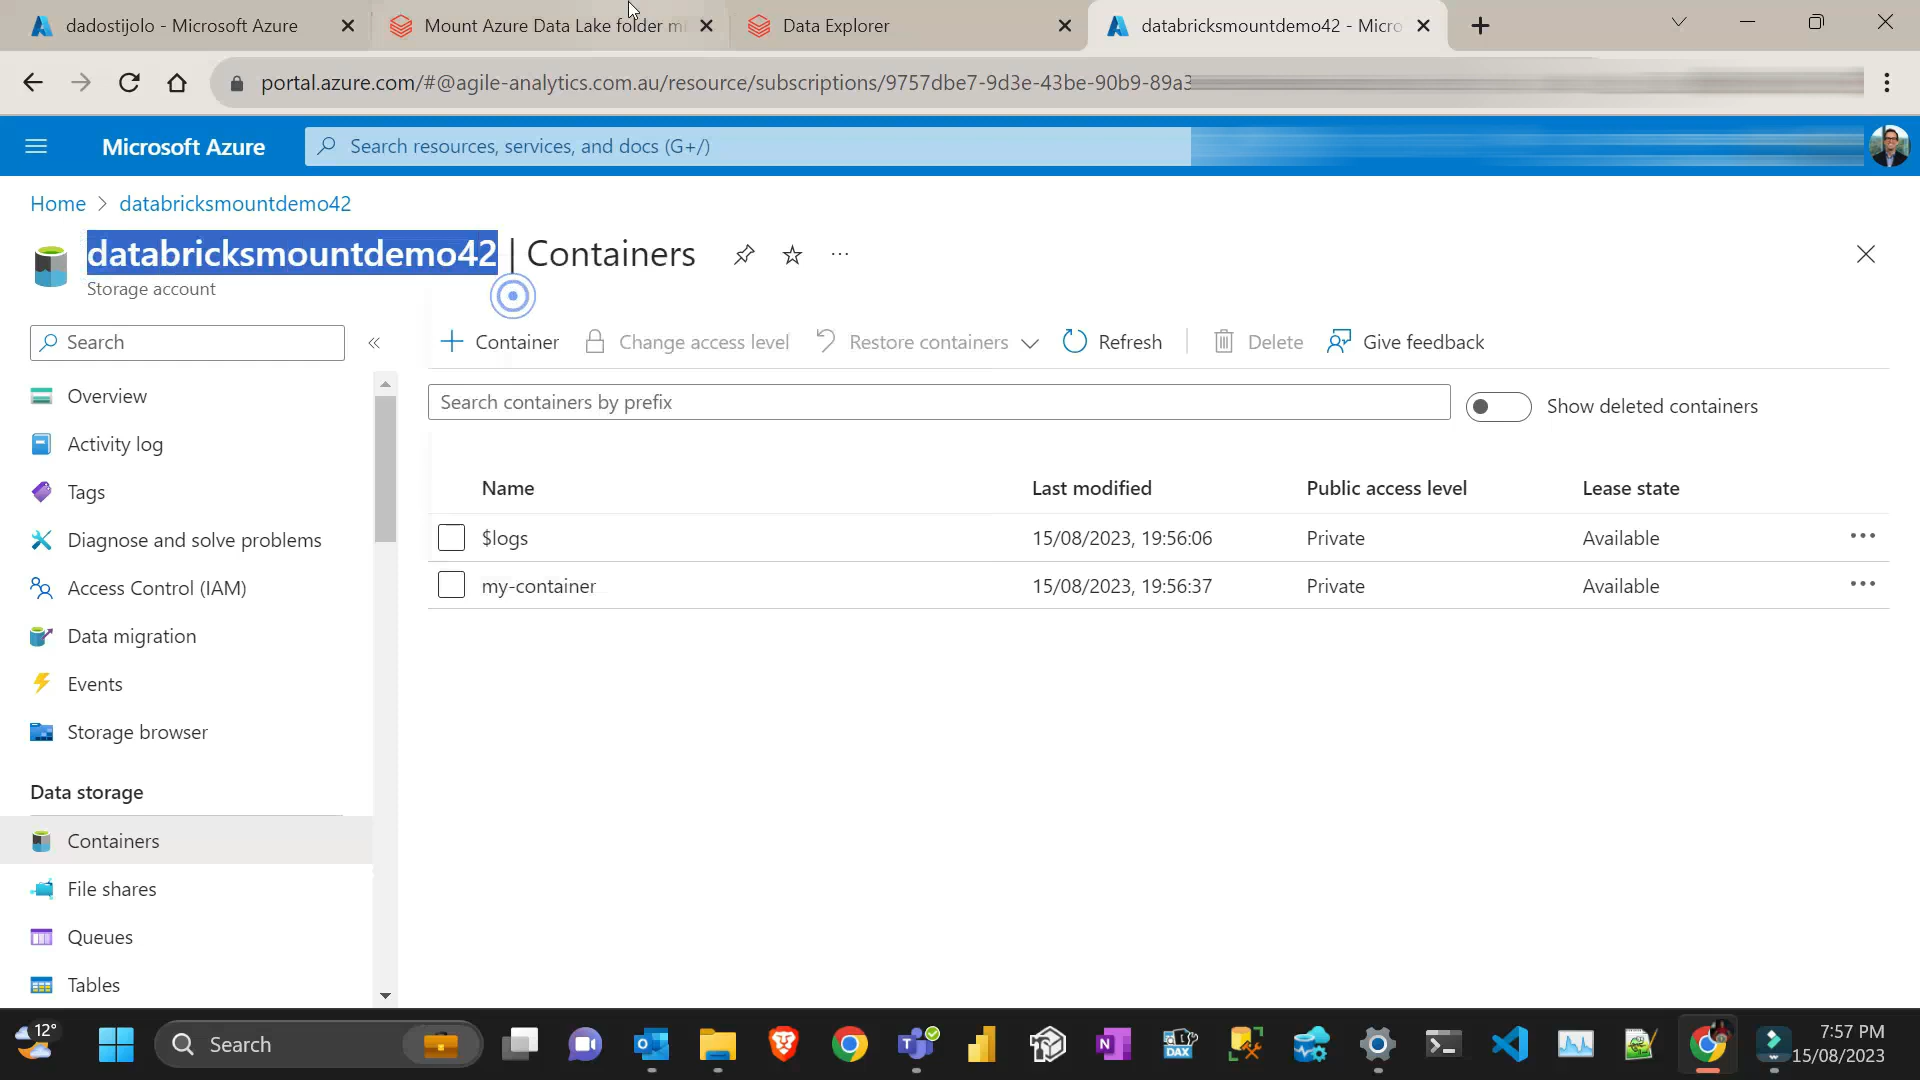 dadostijolo - Microsoft Azure
Mount Azure Data Lake folder
Data Explorer
databricksmountdemo42 - Micro
portal.azure.com/#@agile-analytics.com.au/resource/subscriptions/9757dbe7-9d3e-43be-90b9-89a3
Microsoft Azure
Search resources, services, and docs (G+/)
Home > databricksmountdemo42
databricksmountdemo42 | Containers
Storage account
Search
Container
Change access level
Restore containers
Refresh
Delete
Give feedback
Search containers by prefix
Show deleted containers
Overview
Activity log
Tags
Diagnose and solve problems
Access Control (IAM)
Data migration
Events
Storage browser
Data storage
Containers
File shares
Queues
Tables
Name Last modified Public access level Lease state
$logs 15/08/2023, 19:56:06 Private Available
my-container 15/08/2023, 19:56:37 Private Available
12°
Search
DAX
7:57 PM
15/08/2023